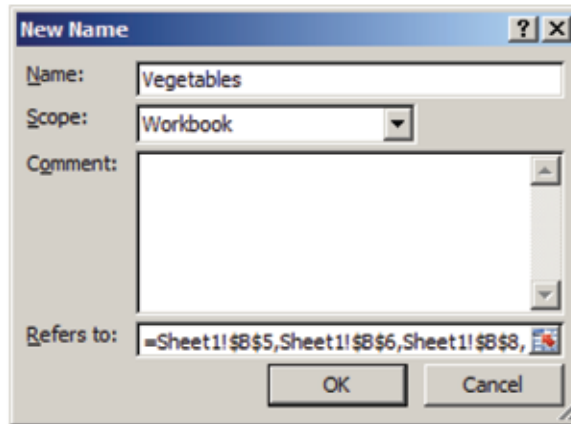 New Name
Name: Vegetables
Scope: Workbook
Comment:
Refers to: =Sheet1!$B$5,Sheet1!$B$6,Sheet1!$B$8,
OK Cancel